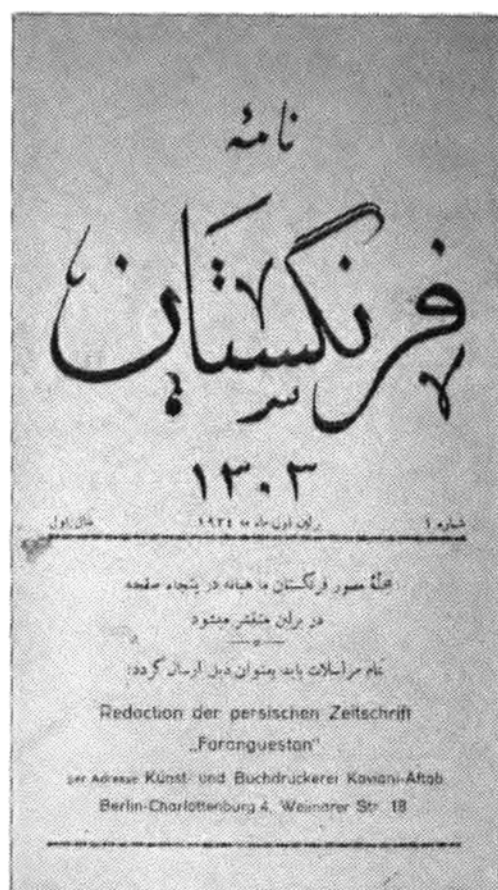 نامه
فرنگستان
۱۳۰۳
شماره ۱ برلن اول ماه مه ۱۹۲٤ سال اول
مجلهٔ مصور فرنگستان ماهیانه در پنجاه صفحه
در برلن منتشر میشود
تمام مراسلات باید بعنوان ذیل ارسال گردد:
Redaction der persischen Zeitschrift
„Faranguestan"
per Adresse Kunst- und Buchdruckerei Kaviani-Aftab
Berlin-Charlottenburg 4, Weimarer Str. 18